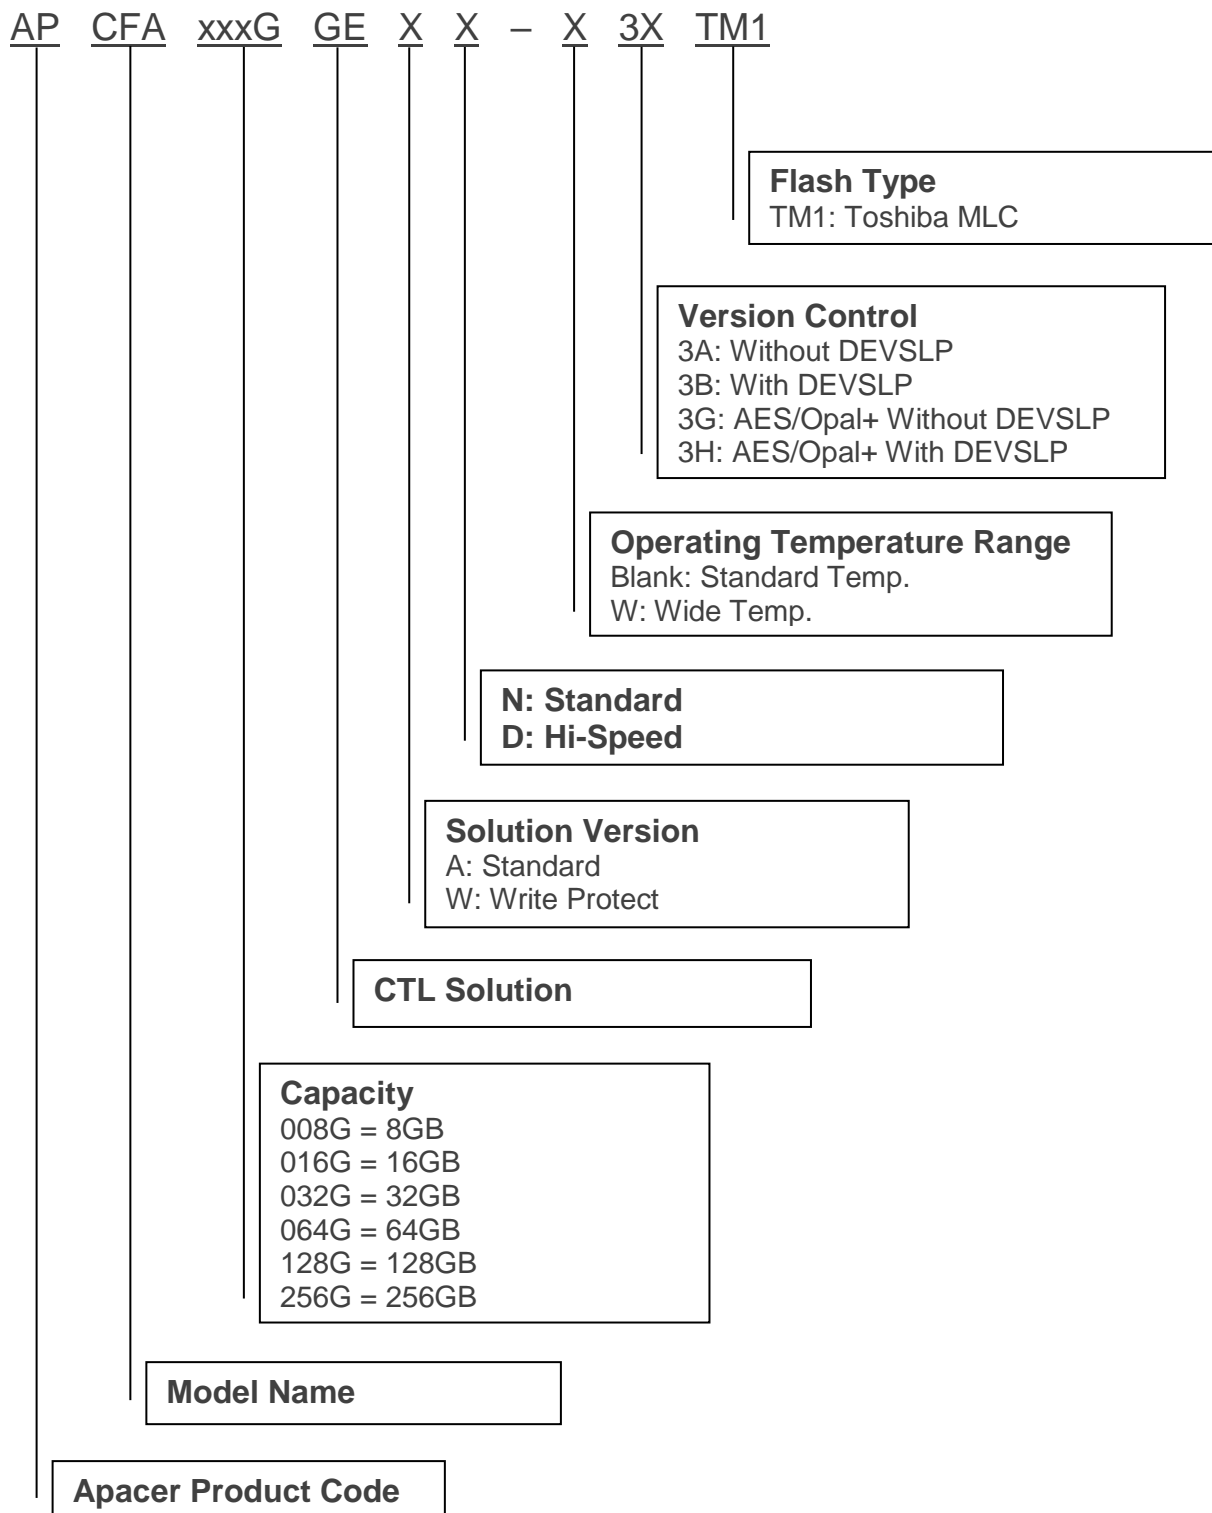 AP CFA xxxG GE X X – X 3X TM1
Flash Type
TM1: Toshiba MLC
Version Control
3A: Without DEVSLP
3B: With DEVSLP
3G: AES/Opal+ Without DEVSLP
3H: AES/Opal+ With DEVSLP
Operating Temperature Range
Blank: Standard Temp.
W: Wide Temp.
N: Standard
D: Hi-Speed
Solution Version
A: Standard
W: Write Protect
CTL Solution
Capacity
008G = 8GB
016G = 16GB
032G = 32GB
064G = 64GB
128G = 128GB
256G = 256GB
Model Name
Apacer Product Code